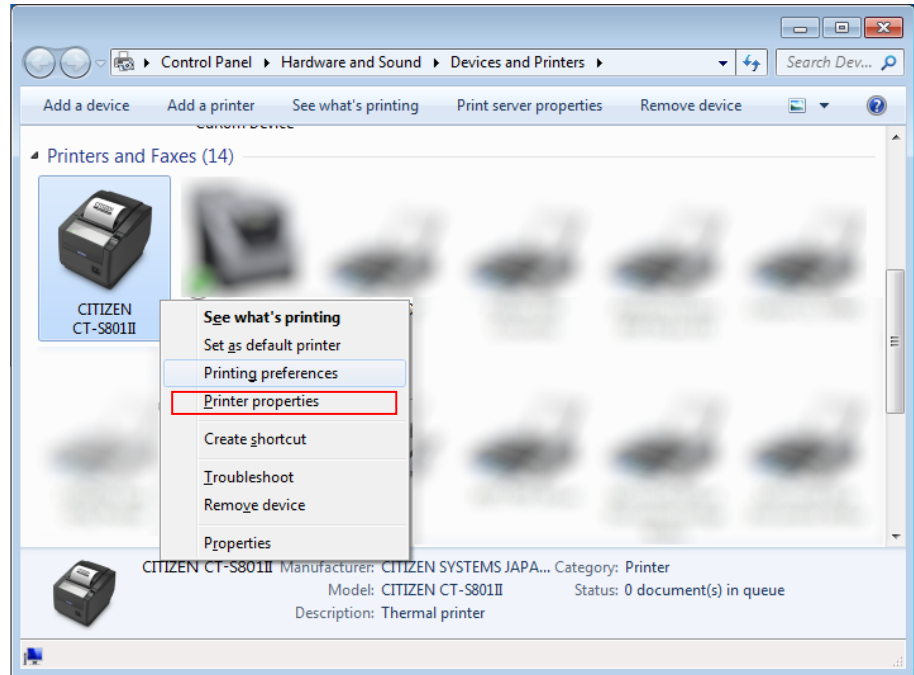 Control Panel Hardware and Sound Devices and Printers Search Dev...
Add a device Add a printer See what's printing Print server properties Remove device
Custom Device
Printers and Faxes (14)
CITIZEN
CT-S801II
See what's printing
Set as default printer
Printing preferences
Printer properties
Create shortcut
Troubleshoot
Remove device
Properties
CITIZEN CT-S801II Manufacturer: CITIZEN SYSTEMS JAPA... Category: Printer
Model: CITIZEN CT-S801II Status: 0 document(s) in queue
Description: Thermal printer